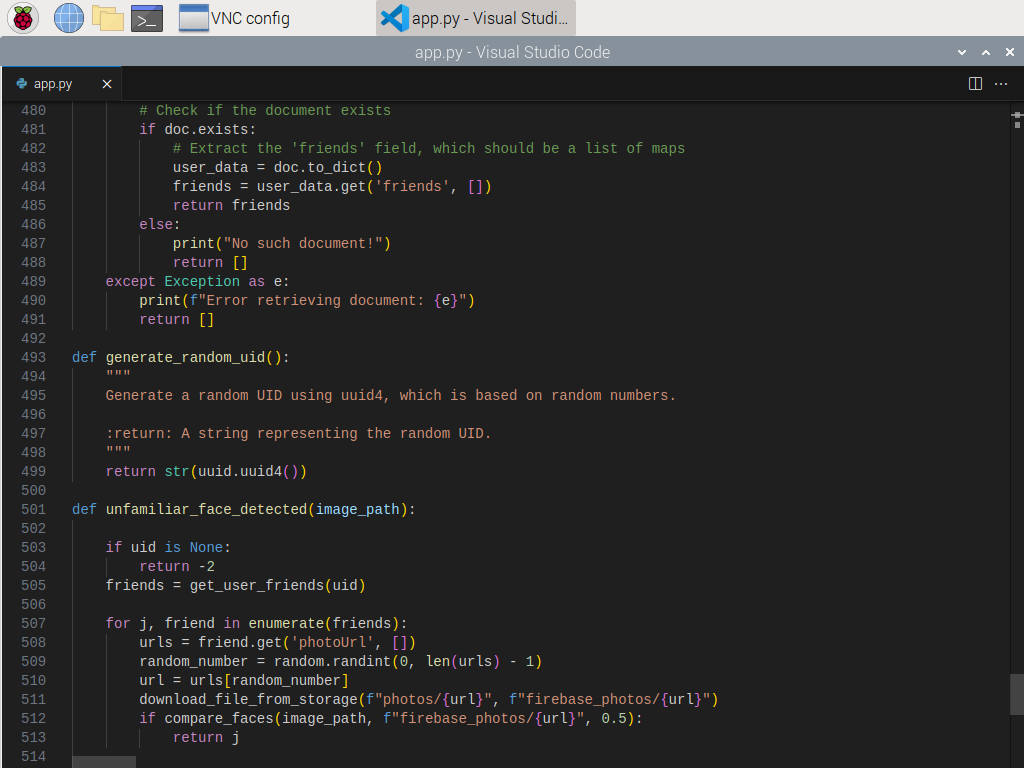 VNC config
app.py - Visual Studi...
app.py - Visual Studio Code
app.py
480 # Check if the document exists
481 if doc.exists:
482 # Extract the 'friends' field, which should be a list of maps
483 user_data = doc.to_dict()
484 friends = user_data.get('friends', [])
485 return friends
486 else:
487 print("No such document!")
488 return []
489 except Exception as e:
490 print(f"Error retrieving document: {e}")
491 return []
492
493 def generate_random_uid():
494 """
495 Generate a random UID using uuid4, which is based on random numbers.
496
497 :return: A string representing the random UID.
498 """
499 return str(uuid.uuid4())
500
501 def unfamiliar_face_detected(image_path):
502
503 if uid is None:
504 return -2
505 friends = get_user_friends(uid)
506
507 for j, friend in enumerate(friends):
508 urls = friend.get('photoUrl', [])
509 random_number = random.randint(0, len(urls) - 1)
510 url = urls[random_number]
511 download_file_from_storage(f"photos/{url}", f"firebase_photos/{url}")
512 if compare_faces(image_path, f"firebase_photos/{url}", 0.5):
513 return j
514